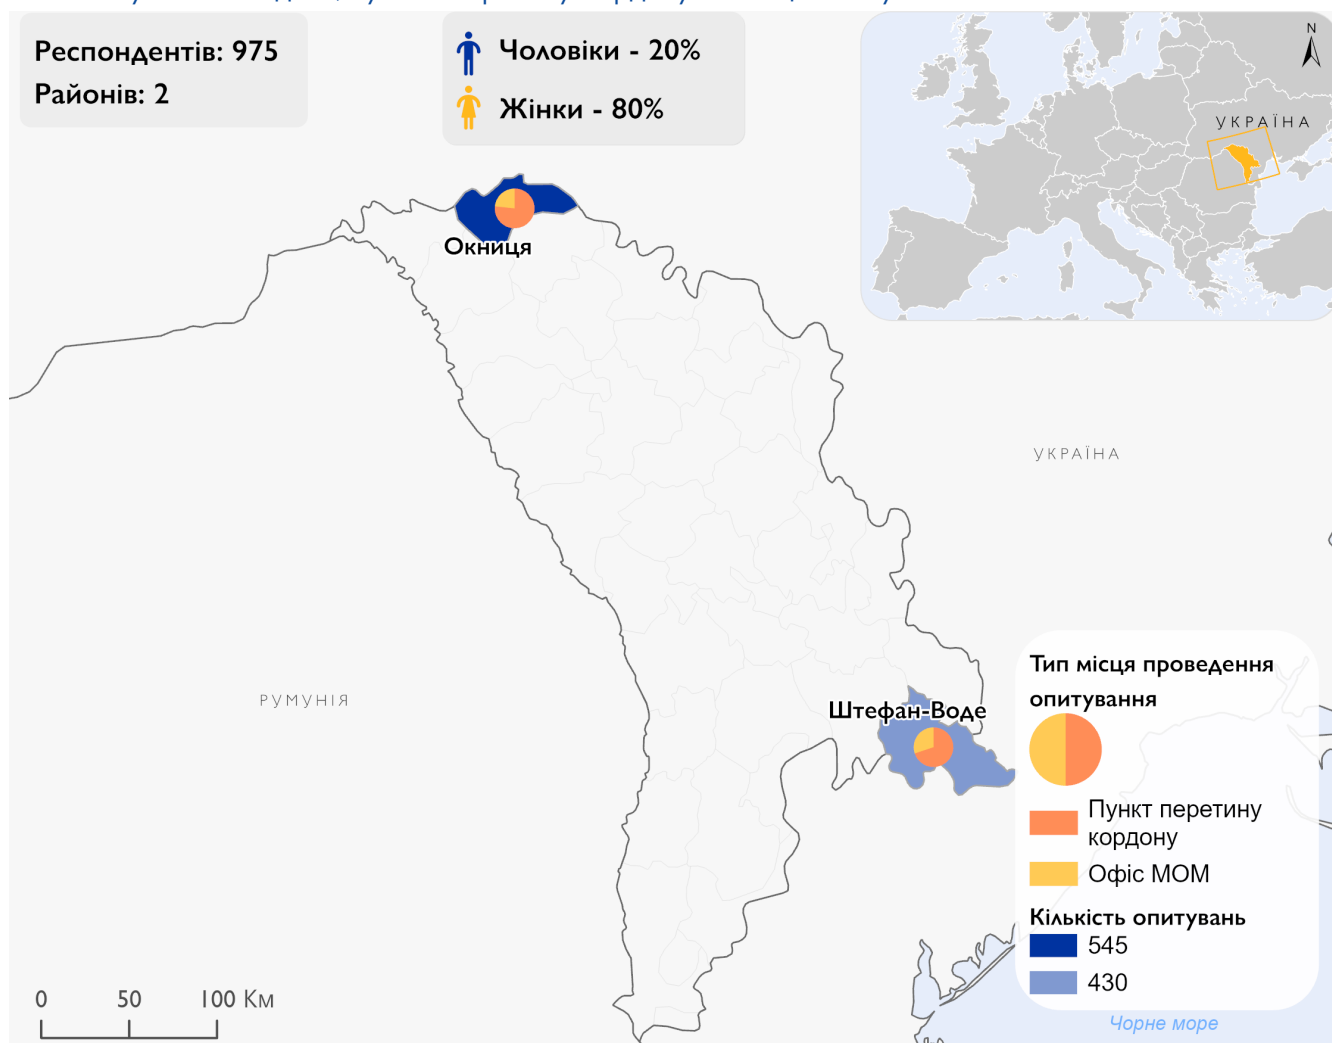 Респондентів: 975
Районів: 2
Чоловіки - 20%
Жінки - 80%
N
УКРАЇНА
Окниця
УКРАЇНА
РУМУНІЯ
Штефан-Воде
Тип місця проведення
опитування
Пункт перетину
кордону
Офіс МОМ
Кількість опитувань
545
430
0 50 100 Км
Чорне море